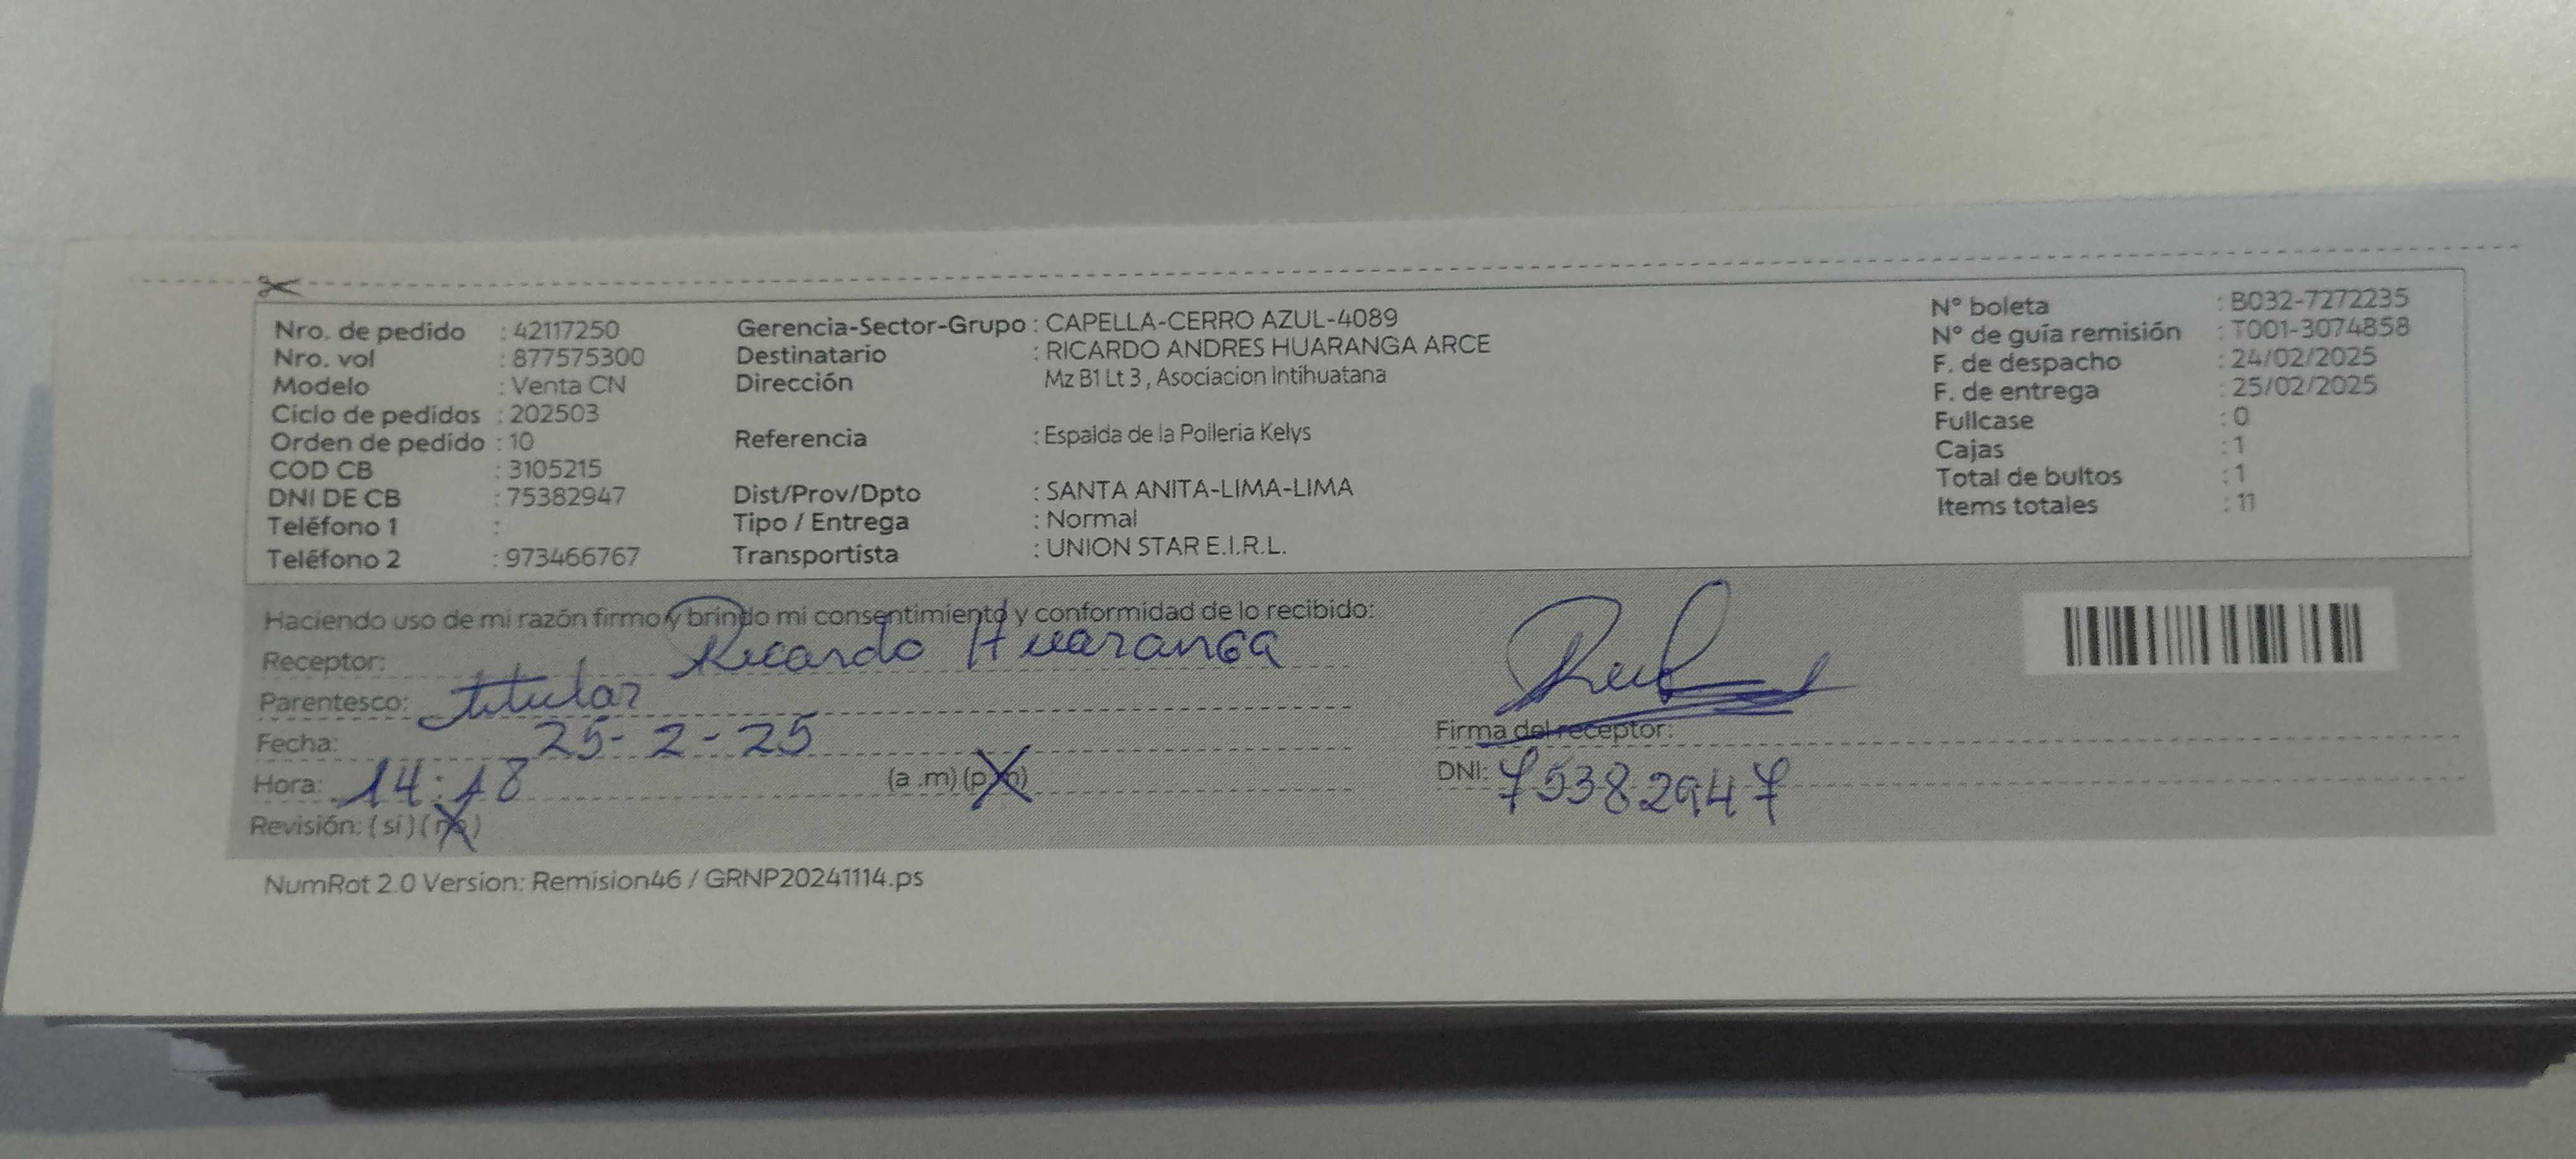 Nro. de pedido : 42117250 Gerencia-Sector-Grupo : CAPELLA-CERRO AZUL-4089 N° boleta : B032-7272235
Nro. vol : 877575300 Destinatario : RICARDO ANDRES HUARANGA ARCE N° de guía remisión : T001-3074858
Modelo : Venta CN Dirección Mz B1 Lt 3 , Asociacion Intihuatana F. de despacho : 24/02/2025
Ciclo de pedidos : 202503 F. de entrega : 25/02/2025
Orden de pedido : 10 Referencia : Espalda de la Polleria Kelys Fullcase : 0
COD CB : 3105215 Cajas : 1
DNI DE CB : 75382947 Dist/Prov/Dpto : SANTA ANITA-LIMA-LIMA Total de bultos : 1
Teléfono 1 : Tipo / Entrega : Normal Items totales : 11
Teléfono 2 : 973466767 Transportista : UNION STAR E.I.R.L.
Haciendo uso de mi razón firmo y brindo mi consentimiento y conformidad de lo recibido:
Receptor: Ricardo Huaranga
Parentesco: titular
Fecha: 25-2-25 Firma del receptor:
Hora: 14:18 (a .m) (p.m) DNI: 75382947
Revisión: ( sí ) ( no )
NumRot 2.0 Version: Remision46 / GRNP20241114.ps